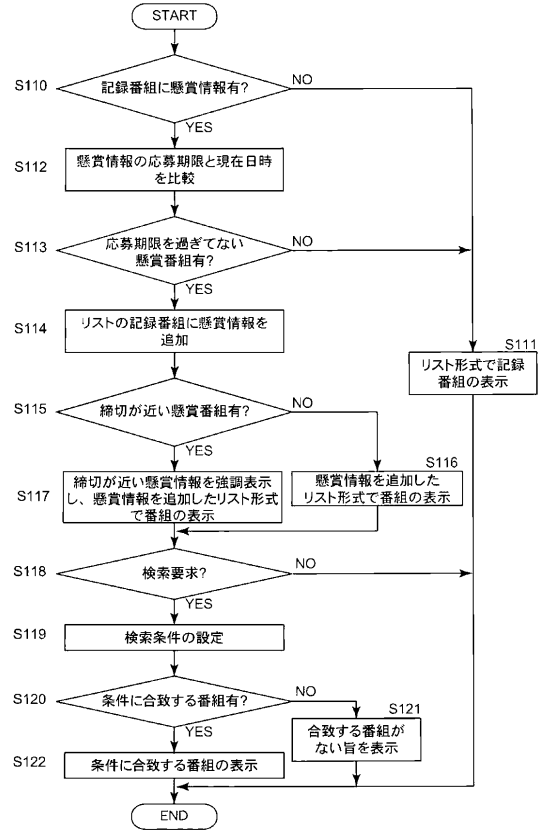 START
S110
記録番組に懸賞情報有?
NO
YES
S112
懸賞情報の応募期限と現在日時
を比較
S113
応募期限を過ぎてない
懸賞番組有?
NO
YES
S114
リストの記録番組に懸賞情報を
追加
S111
リスト形式で記録
番組の表示
S115
締切が近い懸賞番組有?
NO
YES
S117
締切が近い懸賞情報を強調表示
し、懸賞情報を追加したリスト形式
で番組の表示
S116
懸賞情報を追加した
リスト形式で番組の表示
S118
検索要求?
NO
YES
S119
検索条件の設定
S120
条件に合致する番組有?
NO
YES
S121
合致する番組が
ない旨を表示
S122
条件に合致する番組の表示
END